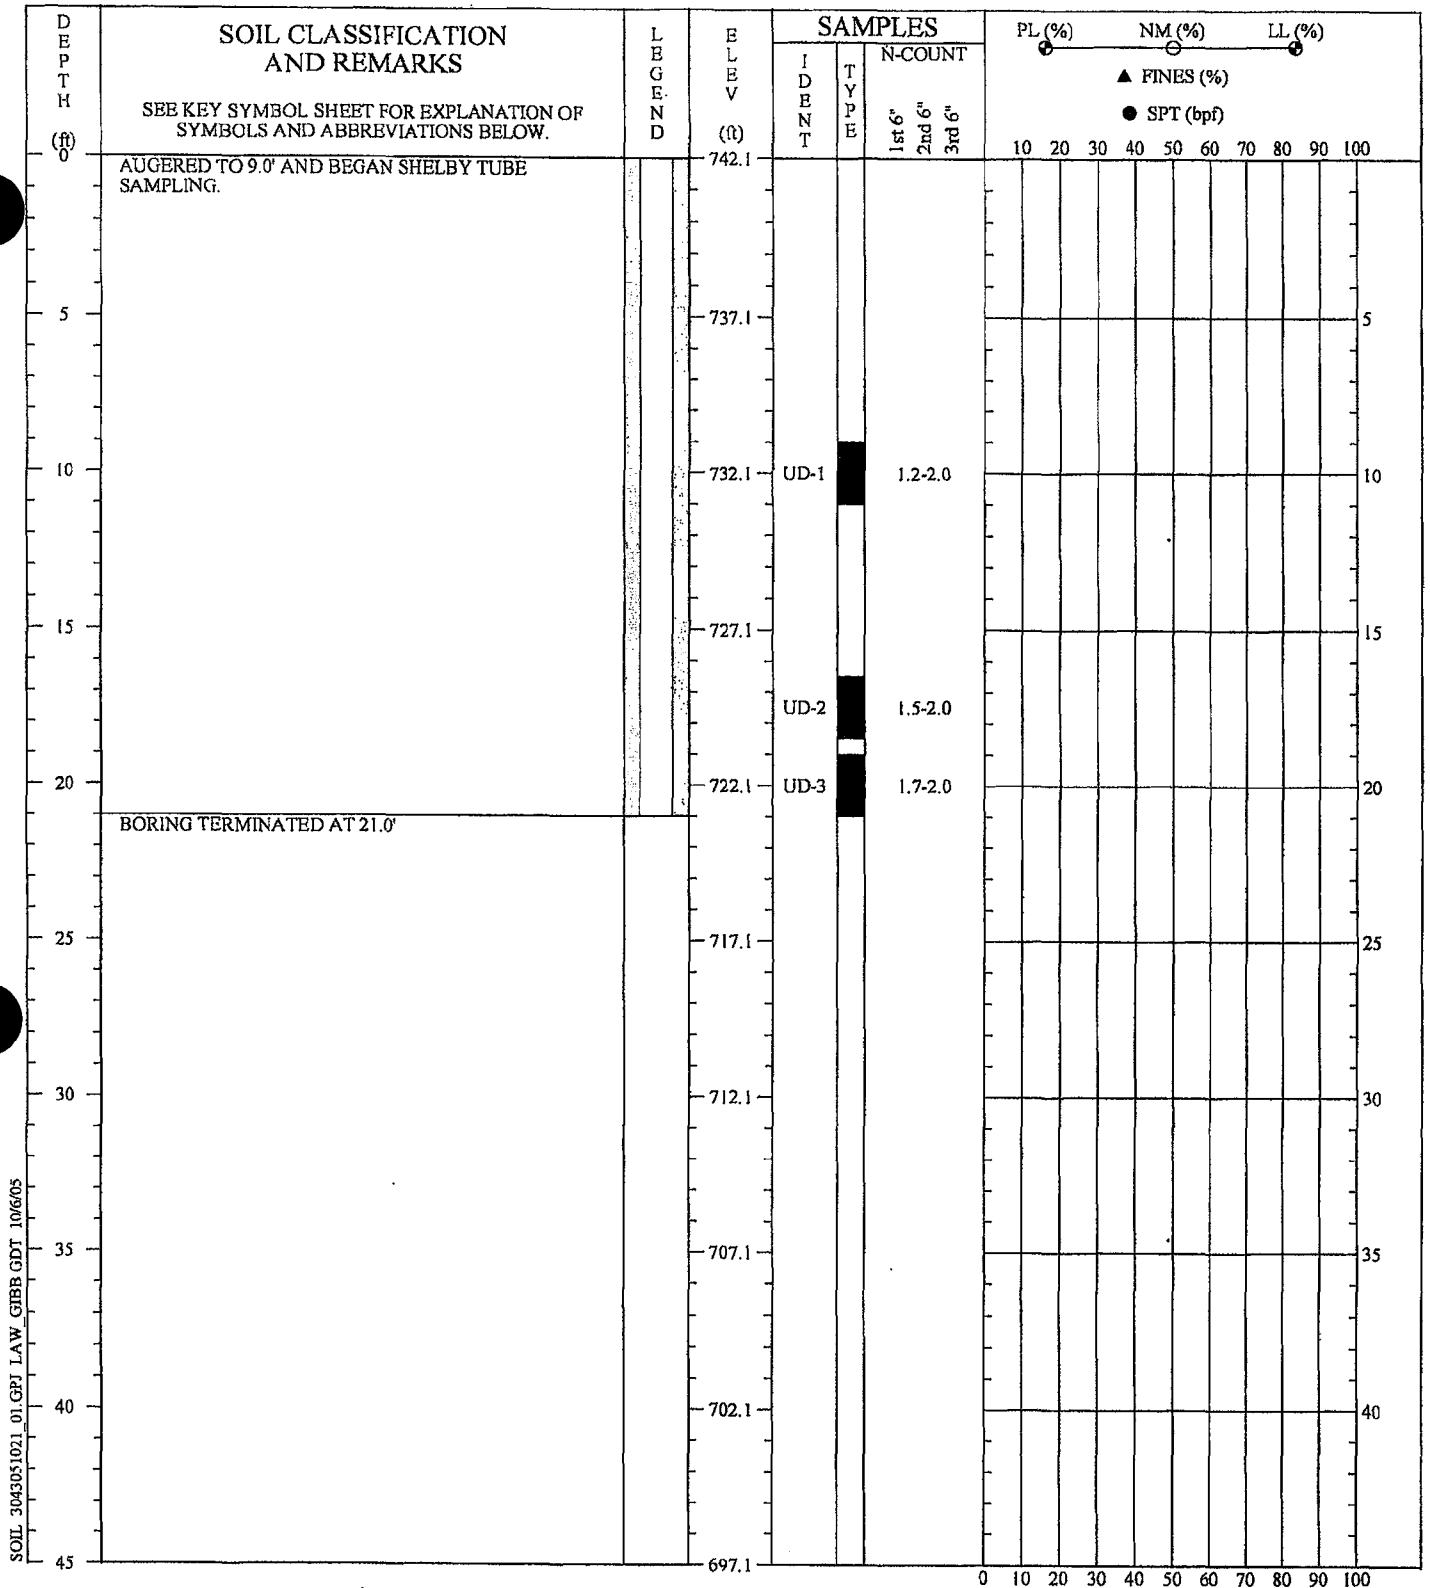 DEPTH (ft)
SOIL CLASSIFICATION
AND REMARKS
SEE KEY SYMBOL SHEET FOR EXPLANATION OF
SYMBOLS AND ABBREVIATIONS BELOW.
LEGEND
ELEV (ft)
SAMPLES
IDENT
TYPE
N-COUNT
1st 6"
2nd 6"
3rd 6"
PL (%) NM (%) LL (%)
▲ FINES (%)
● SPT (bpf)
10 20 30 40 50 60 70 80 90 100
0 742.1
AUGERED TO 9.0' AND BEGAN SHELBY TUBE
SAMPLING.
5 737.1 5
10 732.1 UD-1 1.2-2.0 10
15 727.1 15
UD-2 1.5-2.0
20 722.1 UD-3 1.7-2.0 20
BORING TERMINATED AT 21.0'
25 717.1 25
30 712.1 30
35 707.1 35
40 702.1 40
45 697.1
0 10 20 30 40 50 60 70 80 90 100
SOIL 3043051021_01.GPJ LAW_GIBB GDT 10/6/05